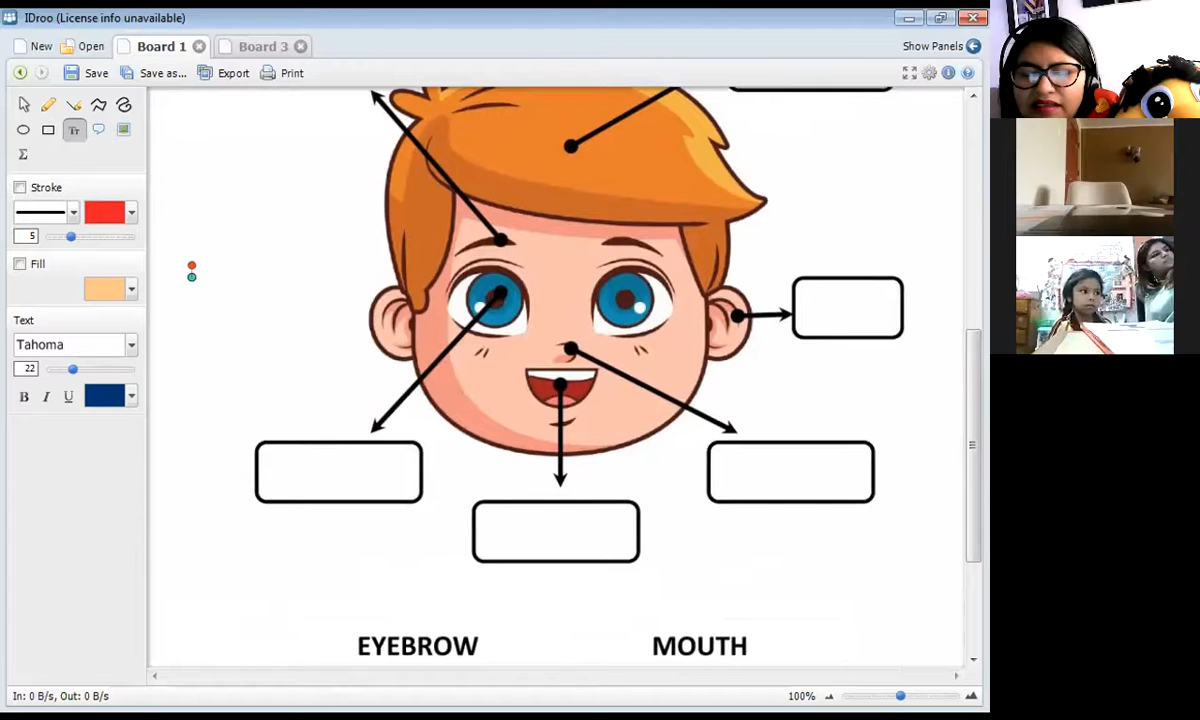 IDroo (License info unavailable)
New Open Board 1 Board 3 Show Panels
Save Save as... Export Print
Tr
Σ
Stroke
5
Fill
Text
Tahoma
22
B I U
EYEBROW MOUTH
In: 0 B/s, Out: 0 B/s 100%